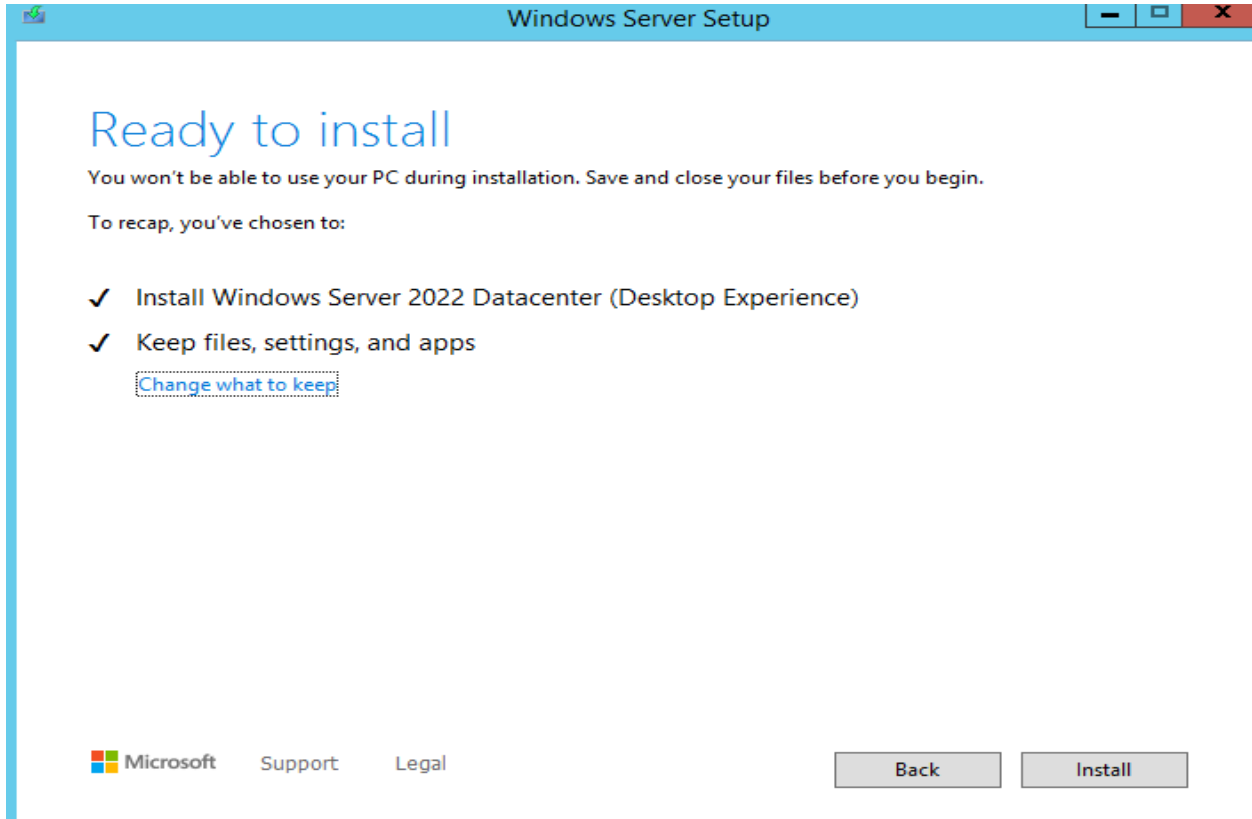 Windows Server Setup
Ready to install
You won't be able to use your PC during installation. Save and close your files before you begin.
To recap, you've chosen to:
✓ Install Windows Server 2022 Datacenter (Desktop Experience)
✓ Keep files, settings, and apps
Change what to keep
Microsoft Support Legal Back Install